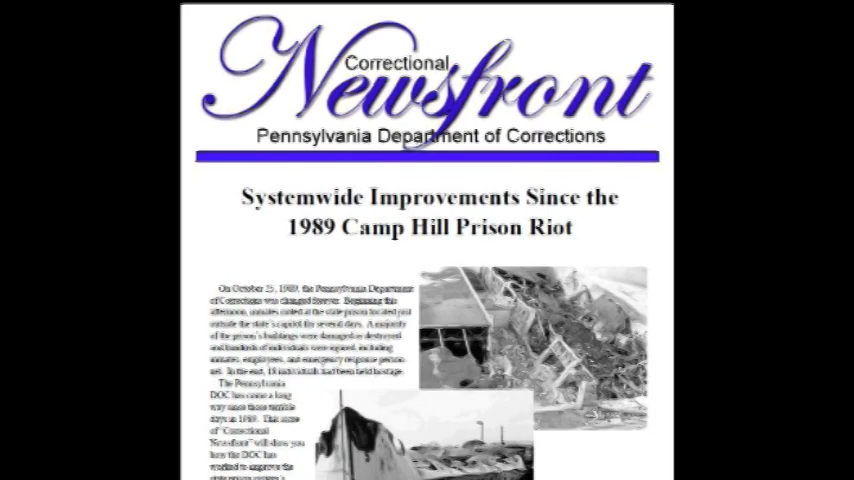 Correctional
Newsfront
Pennsylvania Department of Corrections
Systemwide Improvements Since the
1989 Camp Hill Prison Riot
On October 25, 1989, the Pennsylvania Department
of Corrections was changed forever. Beginning this
afternoon, inmates rioted at the state prison located just
outside the state's capitol for several days. A majority
of the prison's buildings were damaged or destroyed
and hundreds of individuals were injured, including
inmates, employees, and emergency response person-
nel. In the end, 18 individuals had been held hostage.
The Pennsylvania
DOC has come a long
way since those terrible
days in 1989. This issue
of "Correctional
Newsfront" will show you
how the DOC has
worked to improve the
state prison system's